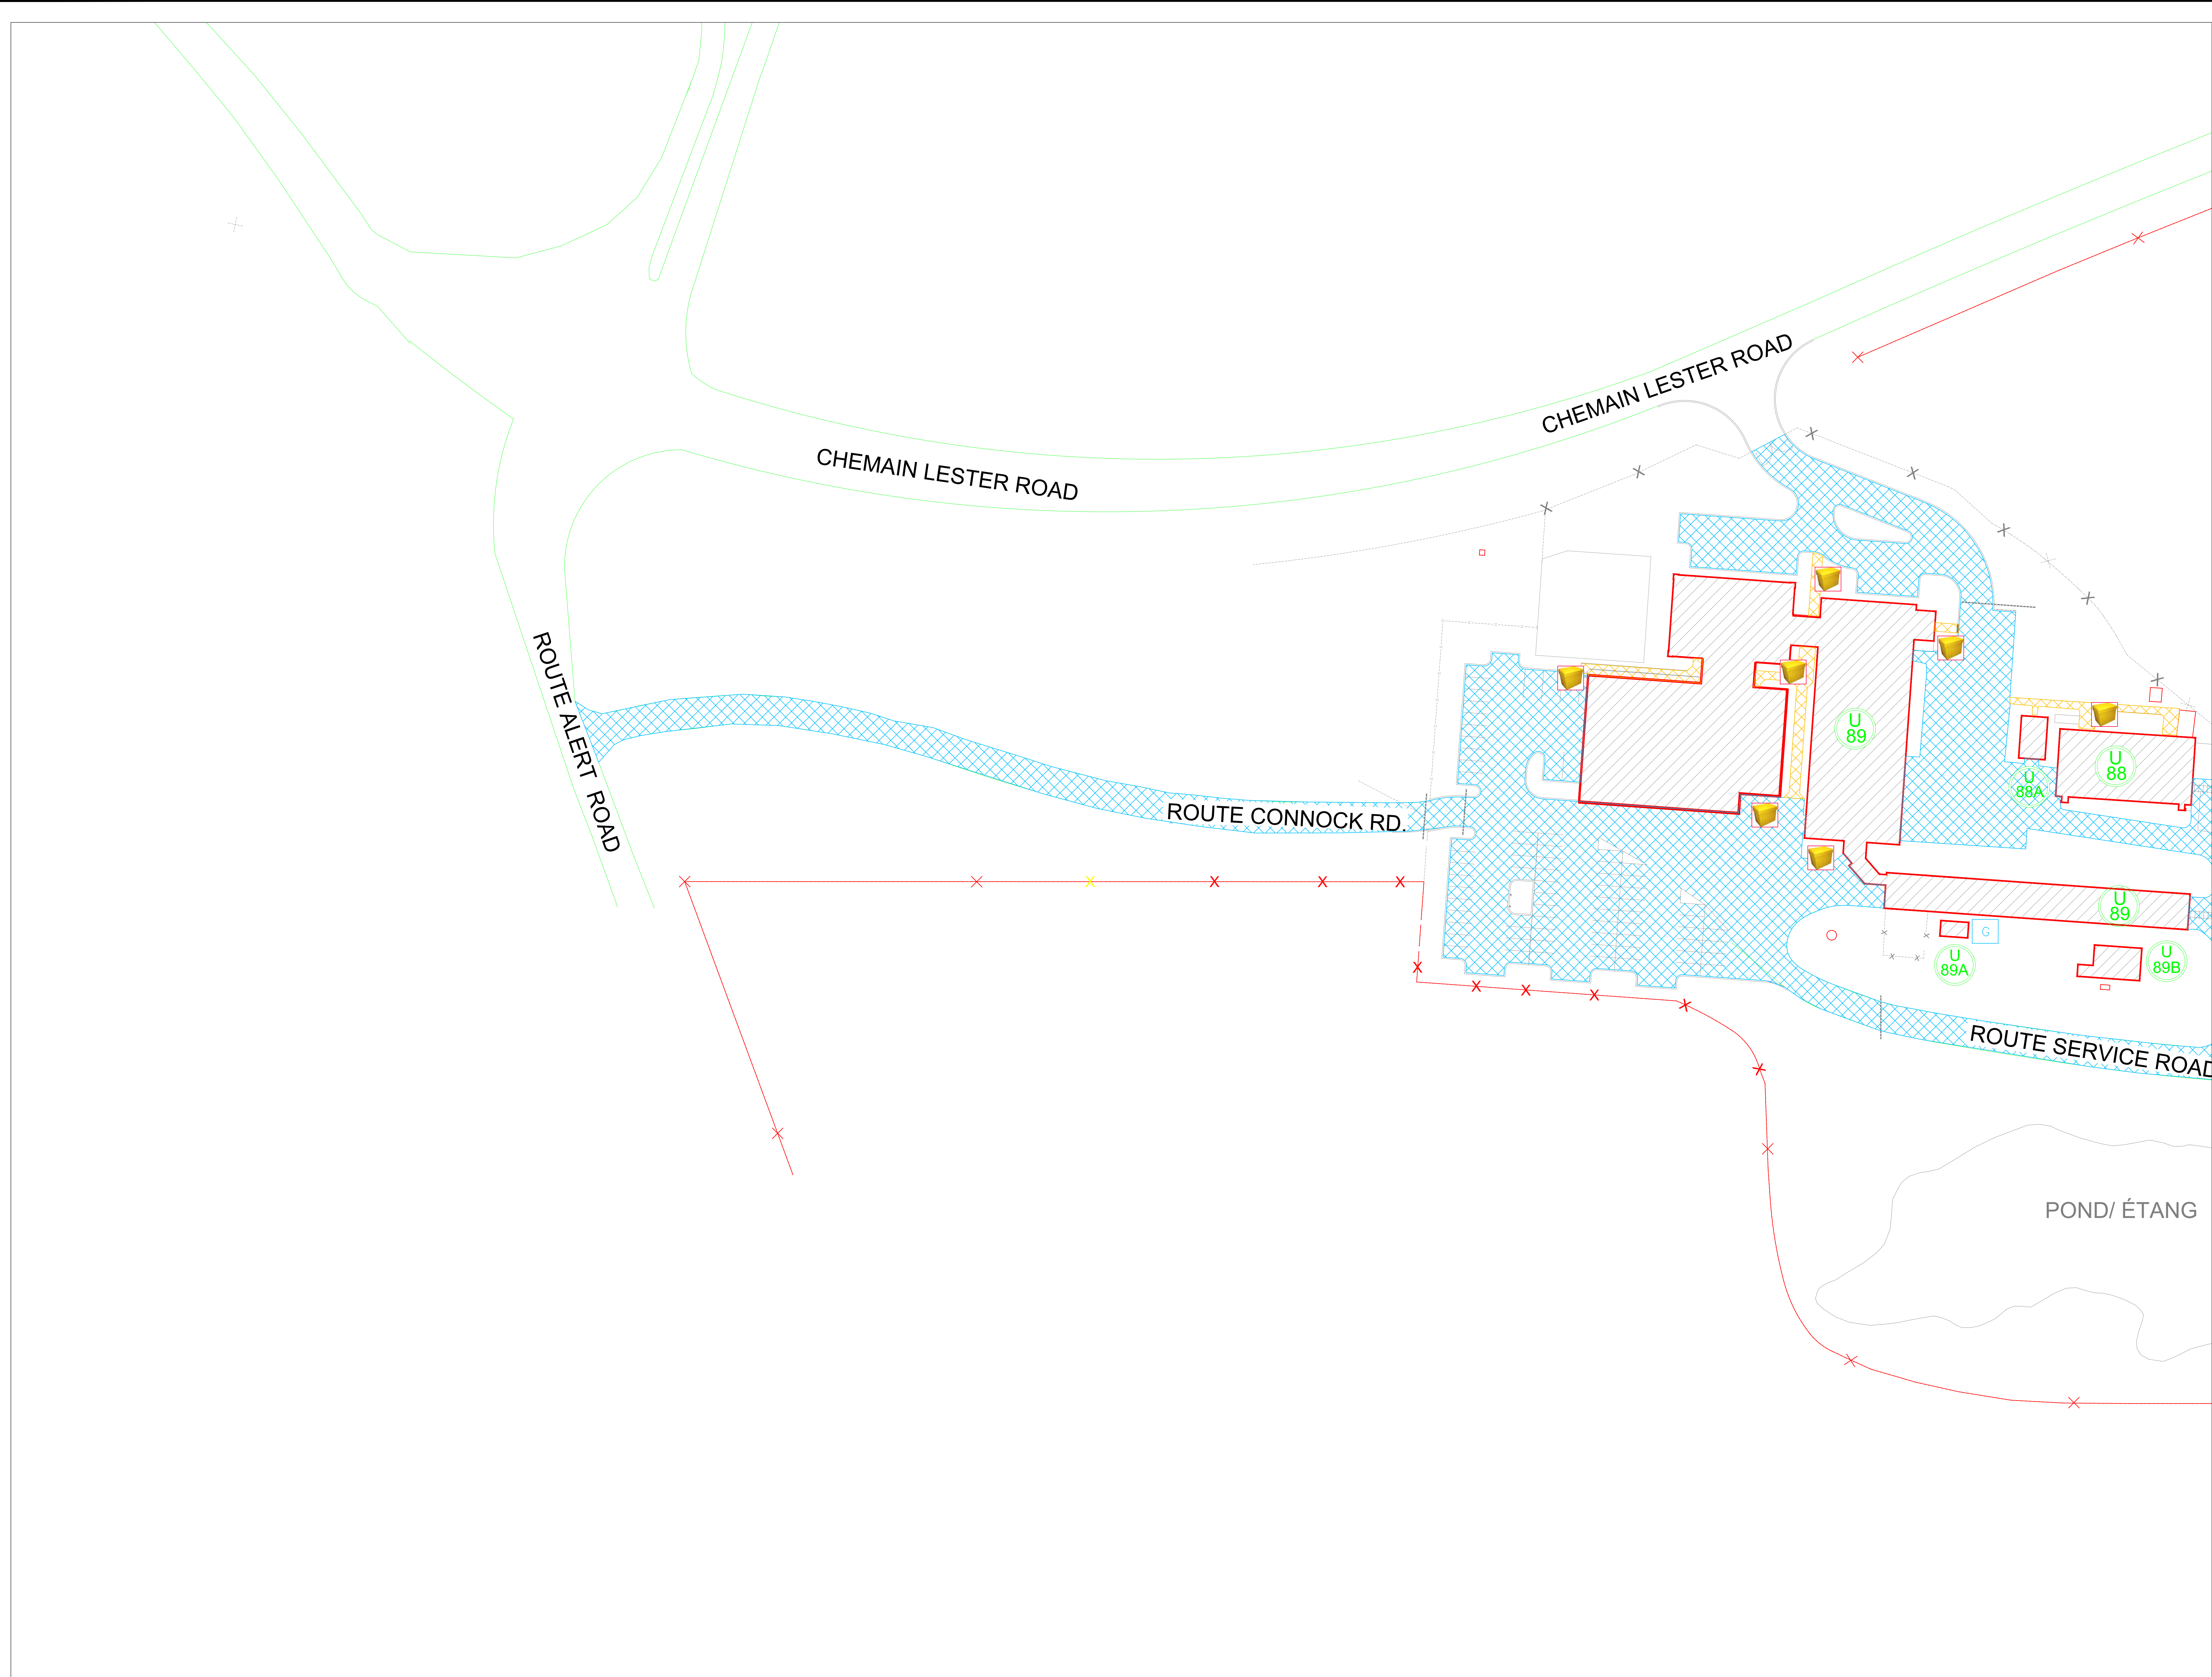 CHEMAIN LESTER ROAD
CHEMAIN LESTER ROAD
ROUTE ALERT ROAD
ROUTE CONNOCK RD.
U
89
U
88
U
88A
U
89
U
89A
G
U
89B
ROUTE SERVICE ROAD
POND/ ÉTANG